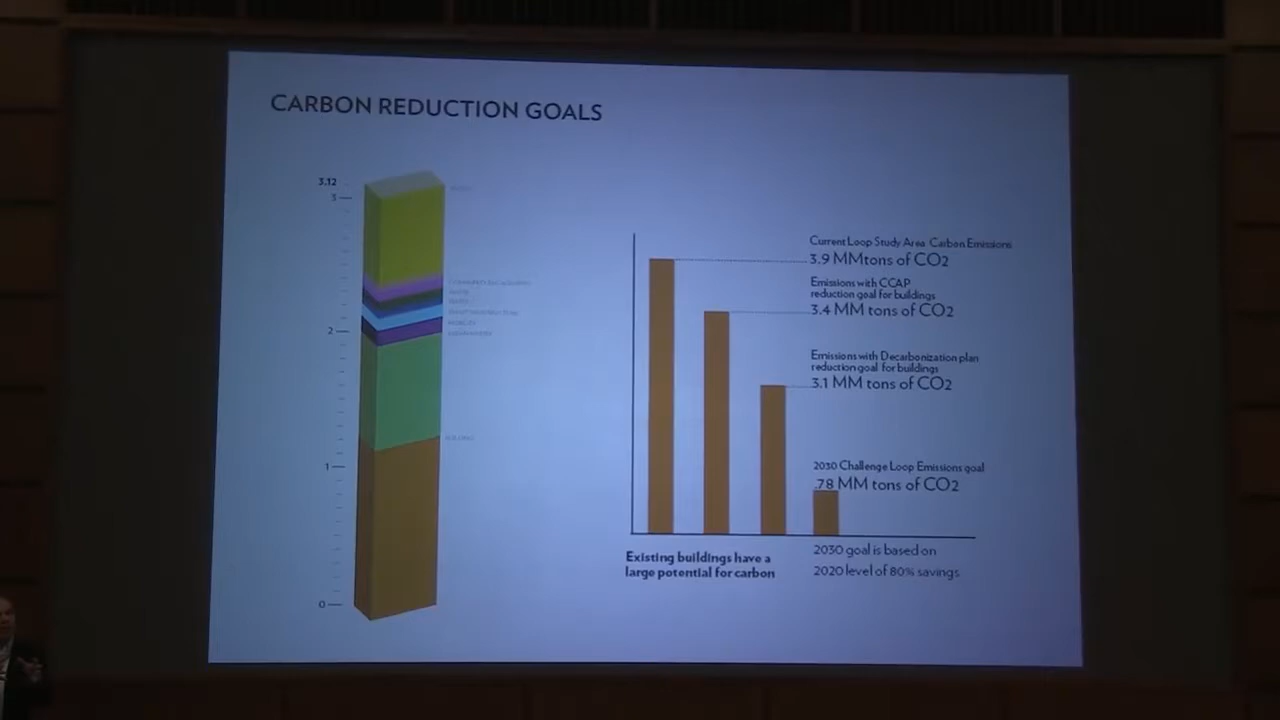 CARBON REDUCTION GOALS
3.12
3
2
1
0
Current Loop Study Area Carbon Emissions
3.9 MMtons of CO2
Emissions with CCAP
reduction goal for buildings
3.4 MM tons of CO2
Emissions with Decarbonization plan
reduction goal for buildings
3.1 MM tons of CO2
2030 Challenge Loop Emissions goal
.78 MM tons of CO2
Existing buildings have a
large potential for carbon
2030 goal is based on
2020 level of 80% savings